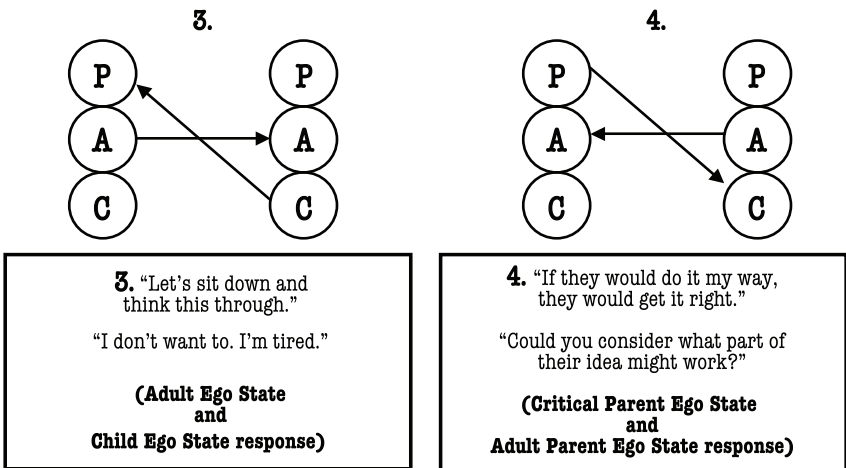 3.
4.
P
P
A
A
C
C
P
P
A
A
C
C
3. “Let’s sit down and
think this through.”
“I don’t want to. I’m tired.”
(Adult Ego State
and
Child Ego State response)
4. “If they would do it my way,
they would get it right.”
“Could you consider what part of
their idea might work?”
(Critical Parent Ego State
and
Adult Parent Ego State response)